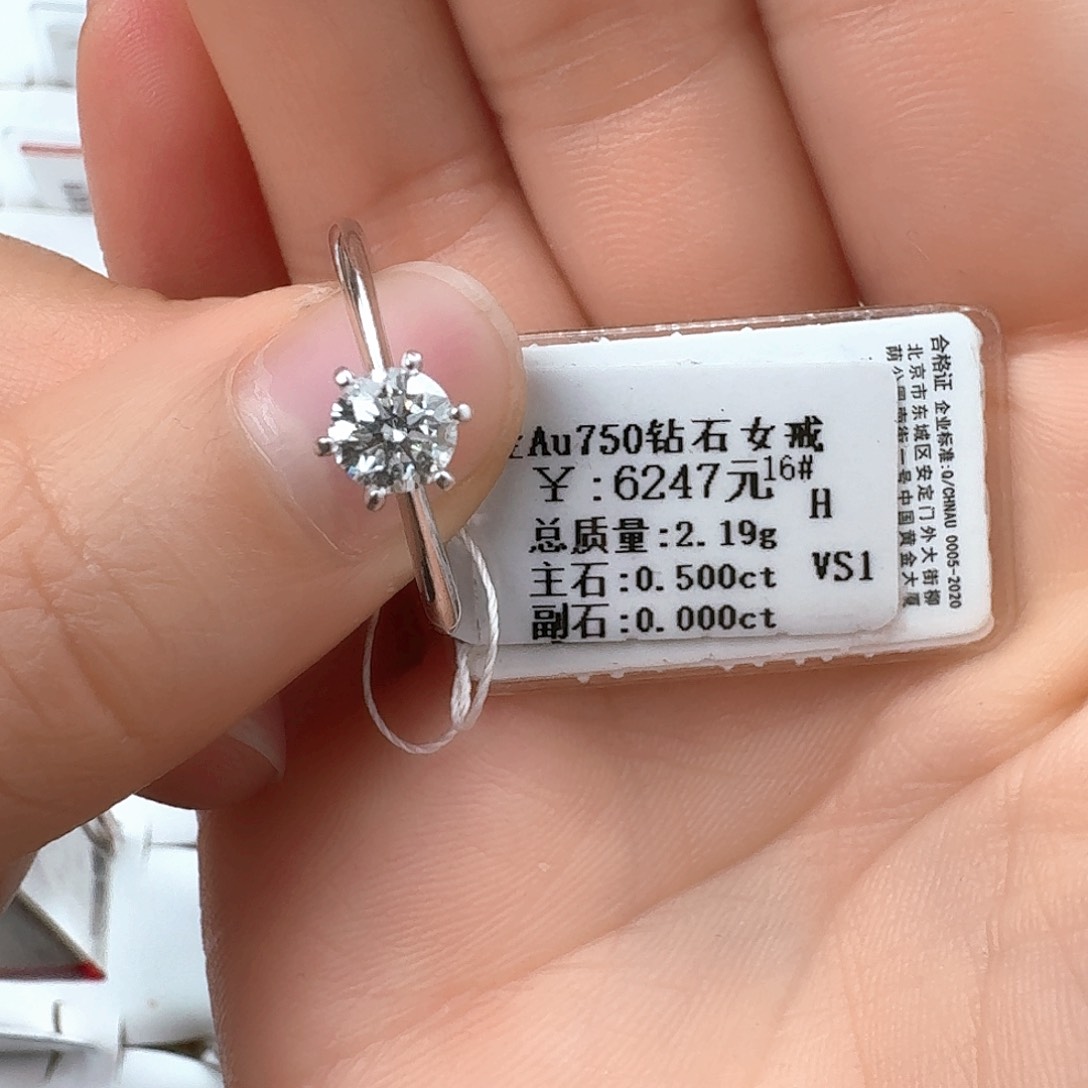 Au750钻石女戒
¥:6247元16#
H
总质量:2.19g
VS1
主石:0.500ct
副石:0.000ct
合格证 企业标准:Q/CHNAU 0005-2020
北京市东城区安定门外大街柳
荫公园南街一号中国黄金大厦